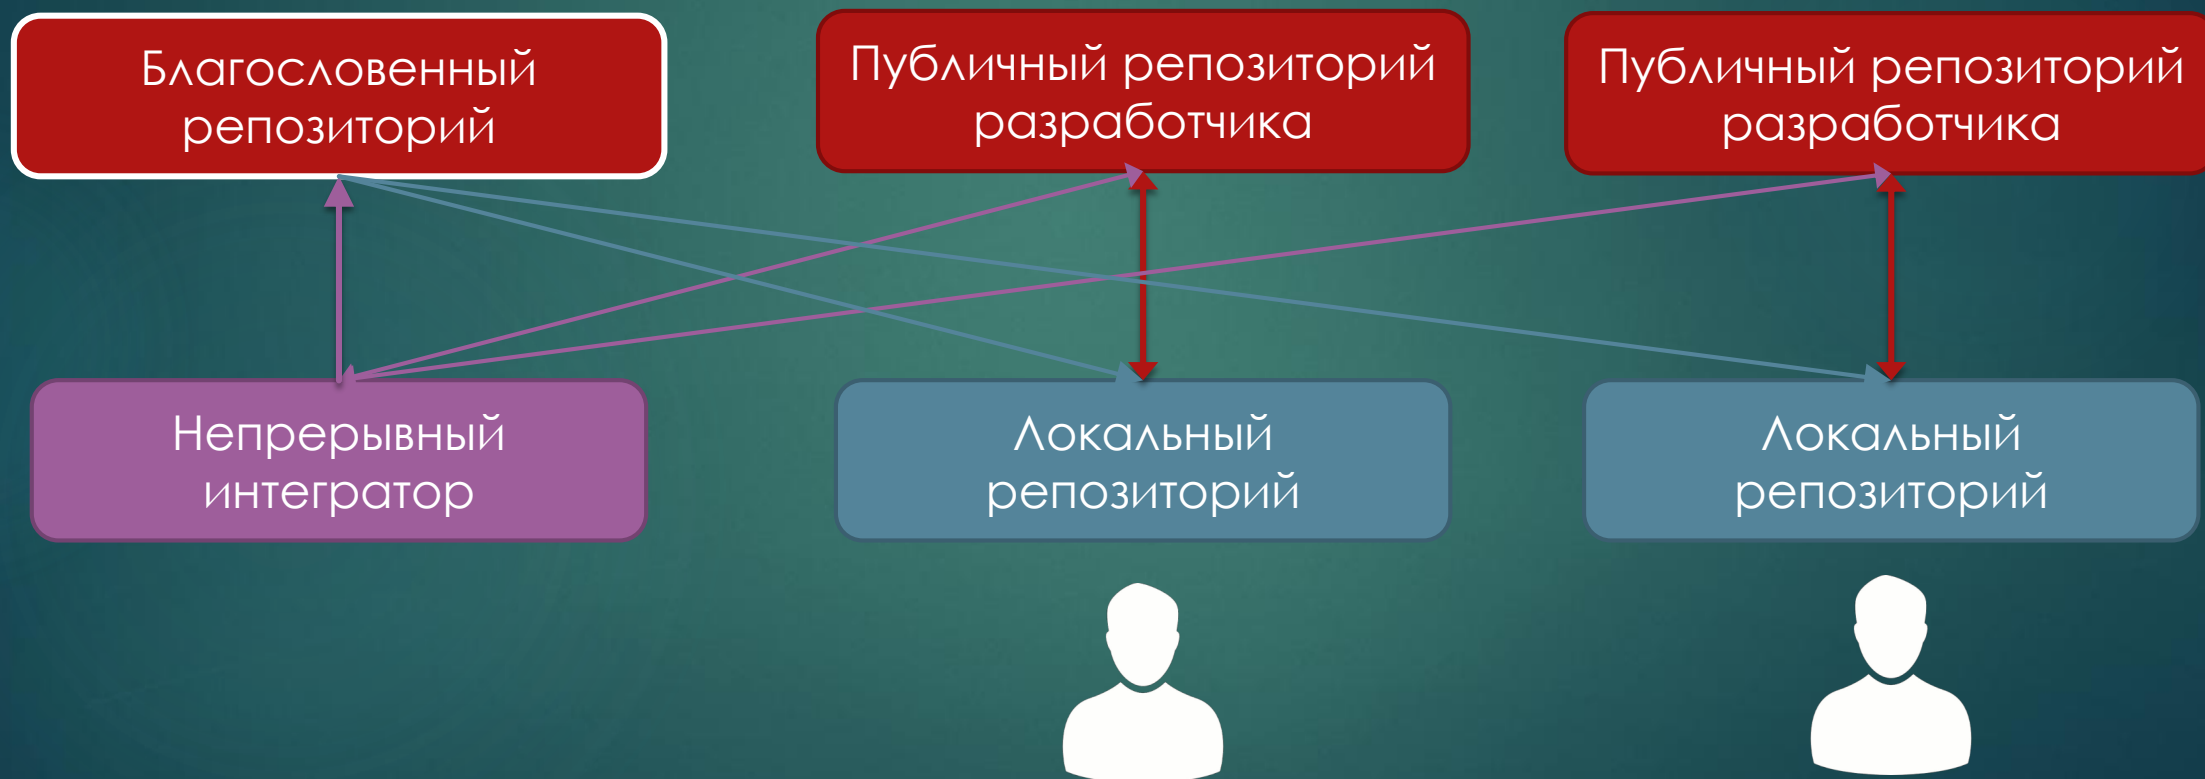 Благословенный
репозиторий
Публичный репозиторий
разработчика
Публичный репозиторий
разработчика
Непрерывный
интегратор
Локальный
репозиторий
Локальный
репозиторий